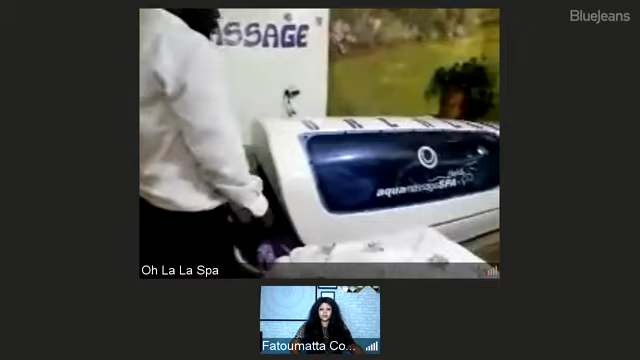 BlueJeans
ASSAGE
aquamassageSPA
Oh La La Spa
Fatoumatta Co...